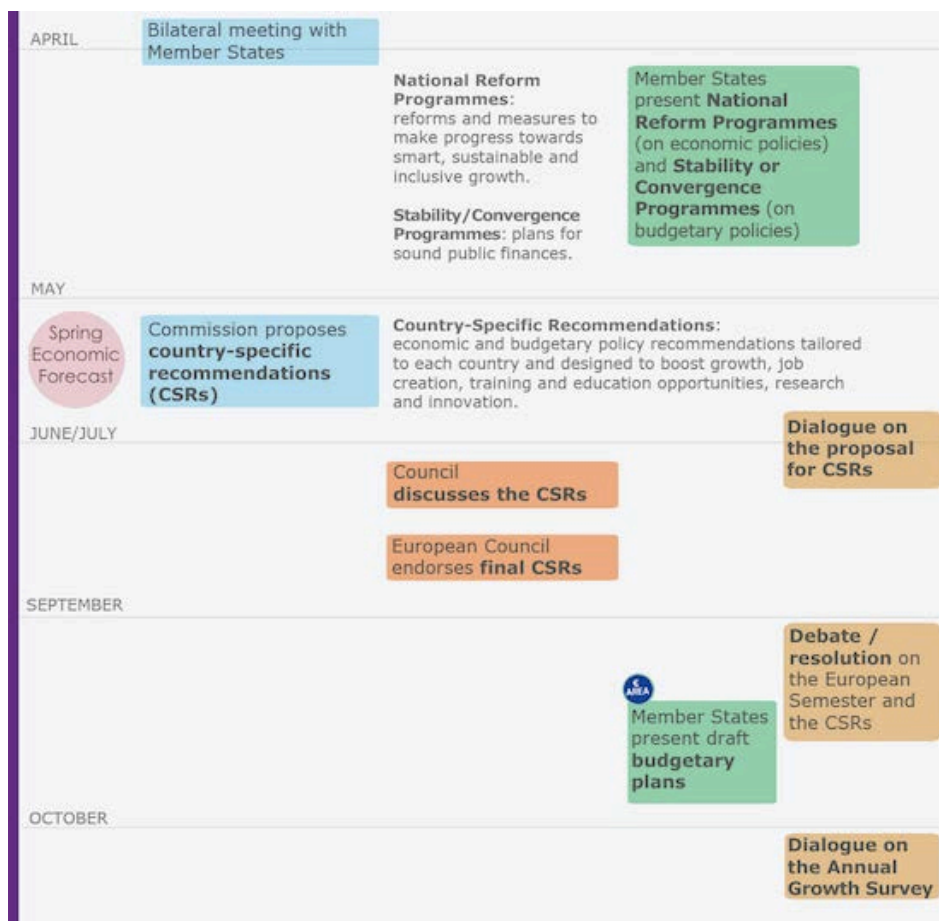 APRIL
Bilateral meeting with
Member States
National Reform
Programmes:
reforms and measures to
make progress towards
smart, sustainable and
inclusive growth.
Stability/Convergence
Programmes: plans for
sound public finances.
Member States
present National
Reform Programmes
(on economic policies)
and Stability or
Convergence
Programmes (on
budgetary policies)
MAY
Spring
Economic
Forecast
Commission proposes
country-specific
recommendations
(CSRs)
Country-Specific Recommendations:
economic and budgetary policy recommendations tailored
to each country and designed to boost growth, job
creation, training and education opportunities, research
and innovation.
JUNE/JULY
Dialogue on
the proposal
for CSRs
Council
discusses the CSRs
European Council
endorses final CSRs
SEPTEMBER
Debate /
resolution on
the European
Semester and
the CSRs
€
AREA
Member States
present draft
budgetary
plans
OCTOBER
Dialogue on
the Annual
Growth Survey